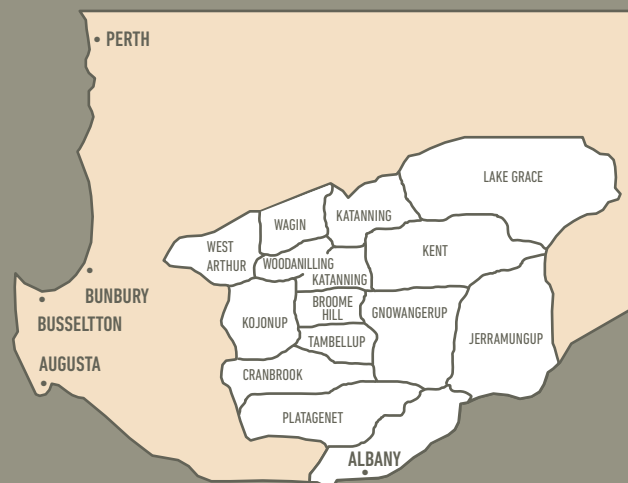 PERTH
LAKE GRACE
KATANNING
WAGIN
WEST
ARTHUR
KENT
WOODANILLING
KATANNING
BUNBURY
BROOME
HILL
GNOWANGERUP
KOJONUP
BUSSELTTON
TAMBELLUP
JERRAMUNGUP
AUGUSTA
CRANBROOK
PLATAGENET
ALBANY